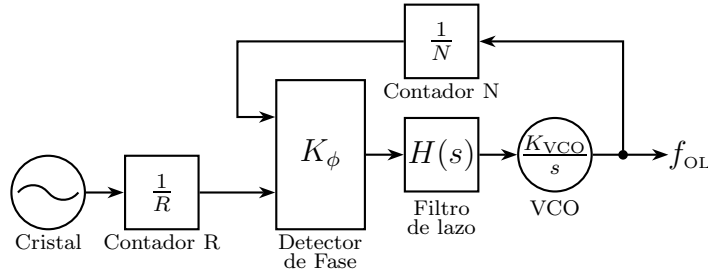 1
N
Contador N
K_ϕ
H(s)
K_VCO
s
f_OL
1
R
Cristal
Contador R
Detector
de Fase
Filtro
de lazo
VCO